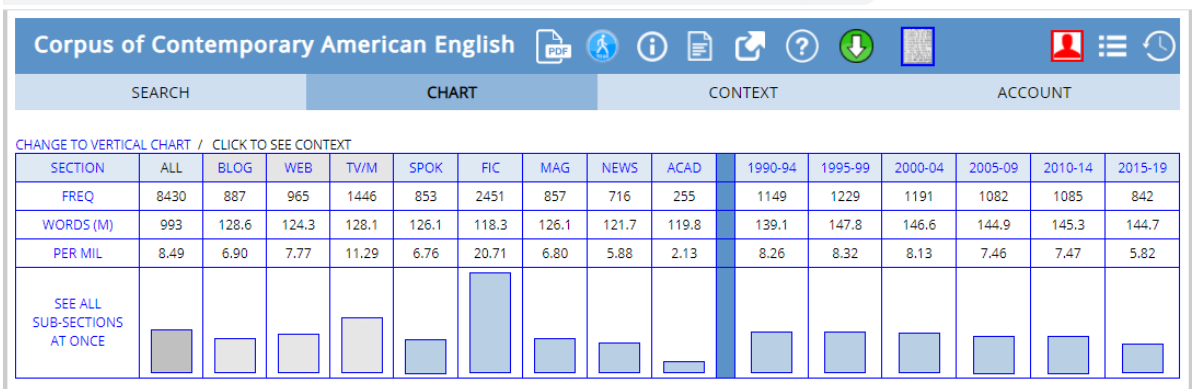 Corpus of Contemporary American English PDF
SEARCH CHART CONTEXT ACCOUNT
CHANGE TO VERTICAL CHART / CLICK TO SEE CONTEXT
SECTION ALL BLOG WEB TV/M SPOK FIC MAG NEWS ACAD 1990-94 1995-99 2000-04 2005-09 2010-14 2015-19
FREQ 8430 887 965 1446 853 2451 857 716 255 1149 1229 1191 1082 1085 842
WORDS (M) 993 128.6 124.3 128.1 126.1 118.3 126.1 121.7 119.8 139.1 147.8 146.6 144.9 145.3 144.7
PER MIL 8.49 6.90 7.77 11.29 6.76 20.71 6.80 5.88 2.13 8.26 8.32 8.13 7.46 7.47 5.82
SEE ALL
SUB-SECTIONS
AT ONCE